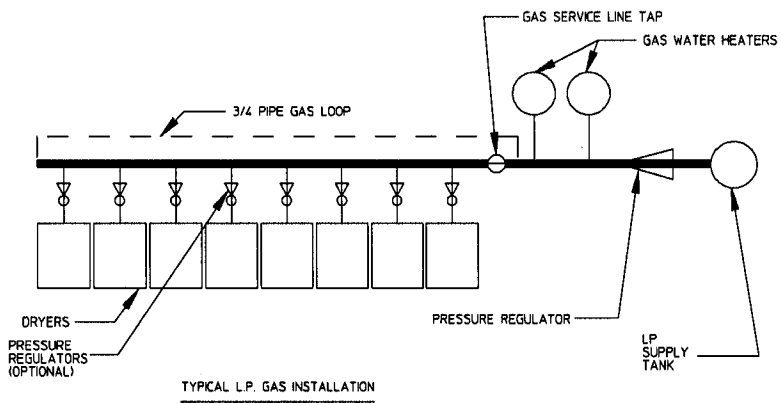 GAS SERVICE LINE TAP
GAS WATER HEATERS
3/4 PIPE GAS LOOP
DRYERS
PRESSURE
REGULATORS
(OPTIONAL)
PRESSURE REGULATOR
LP
SUPPLY
TANK
TYPICAL L.P. GAS INSTALLATION